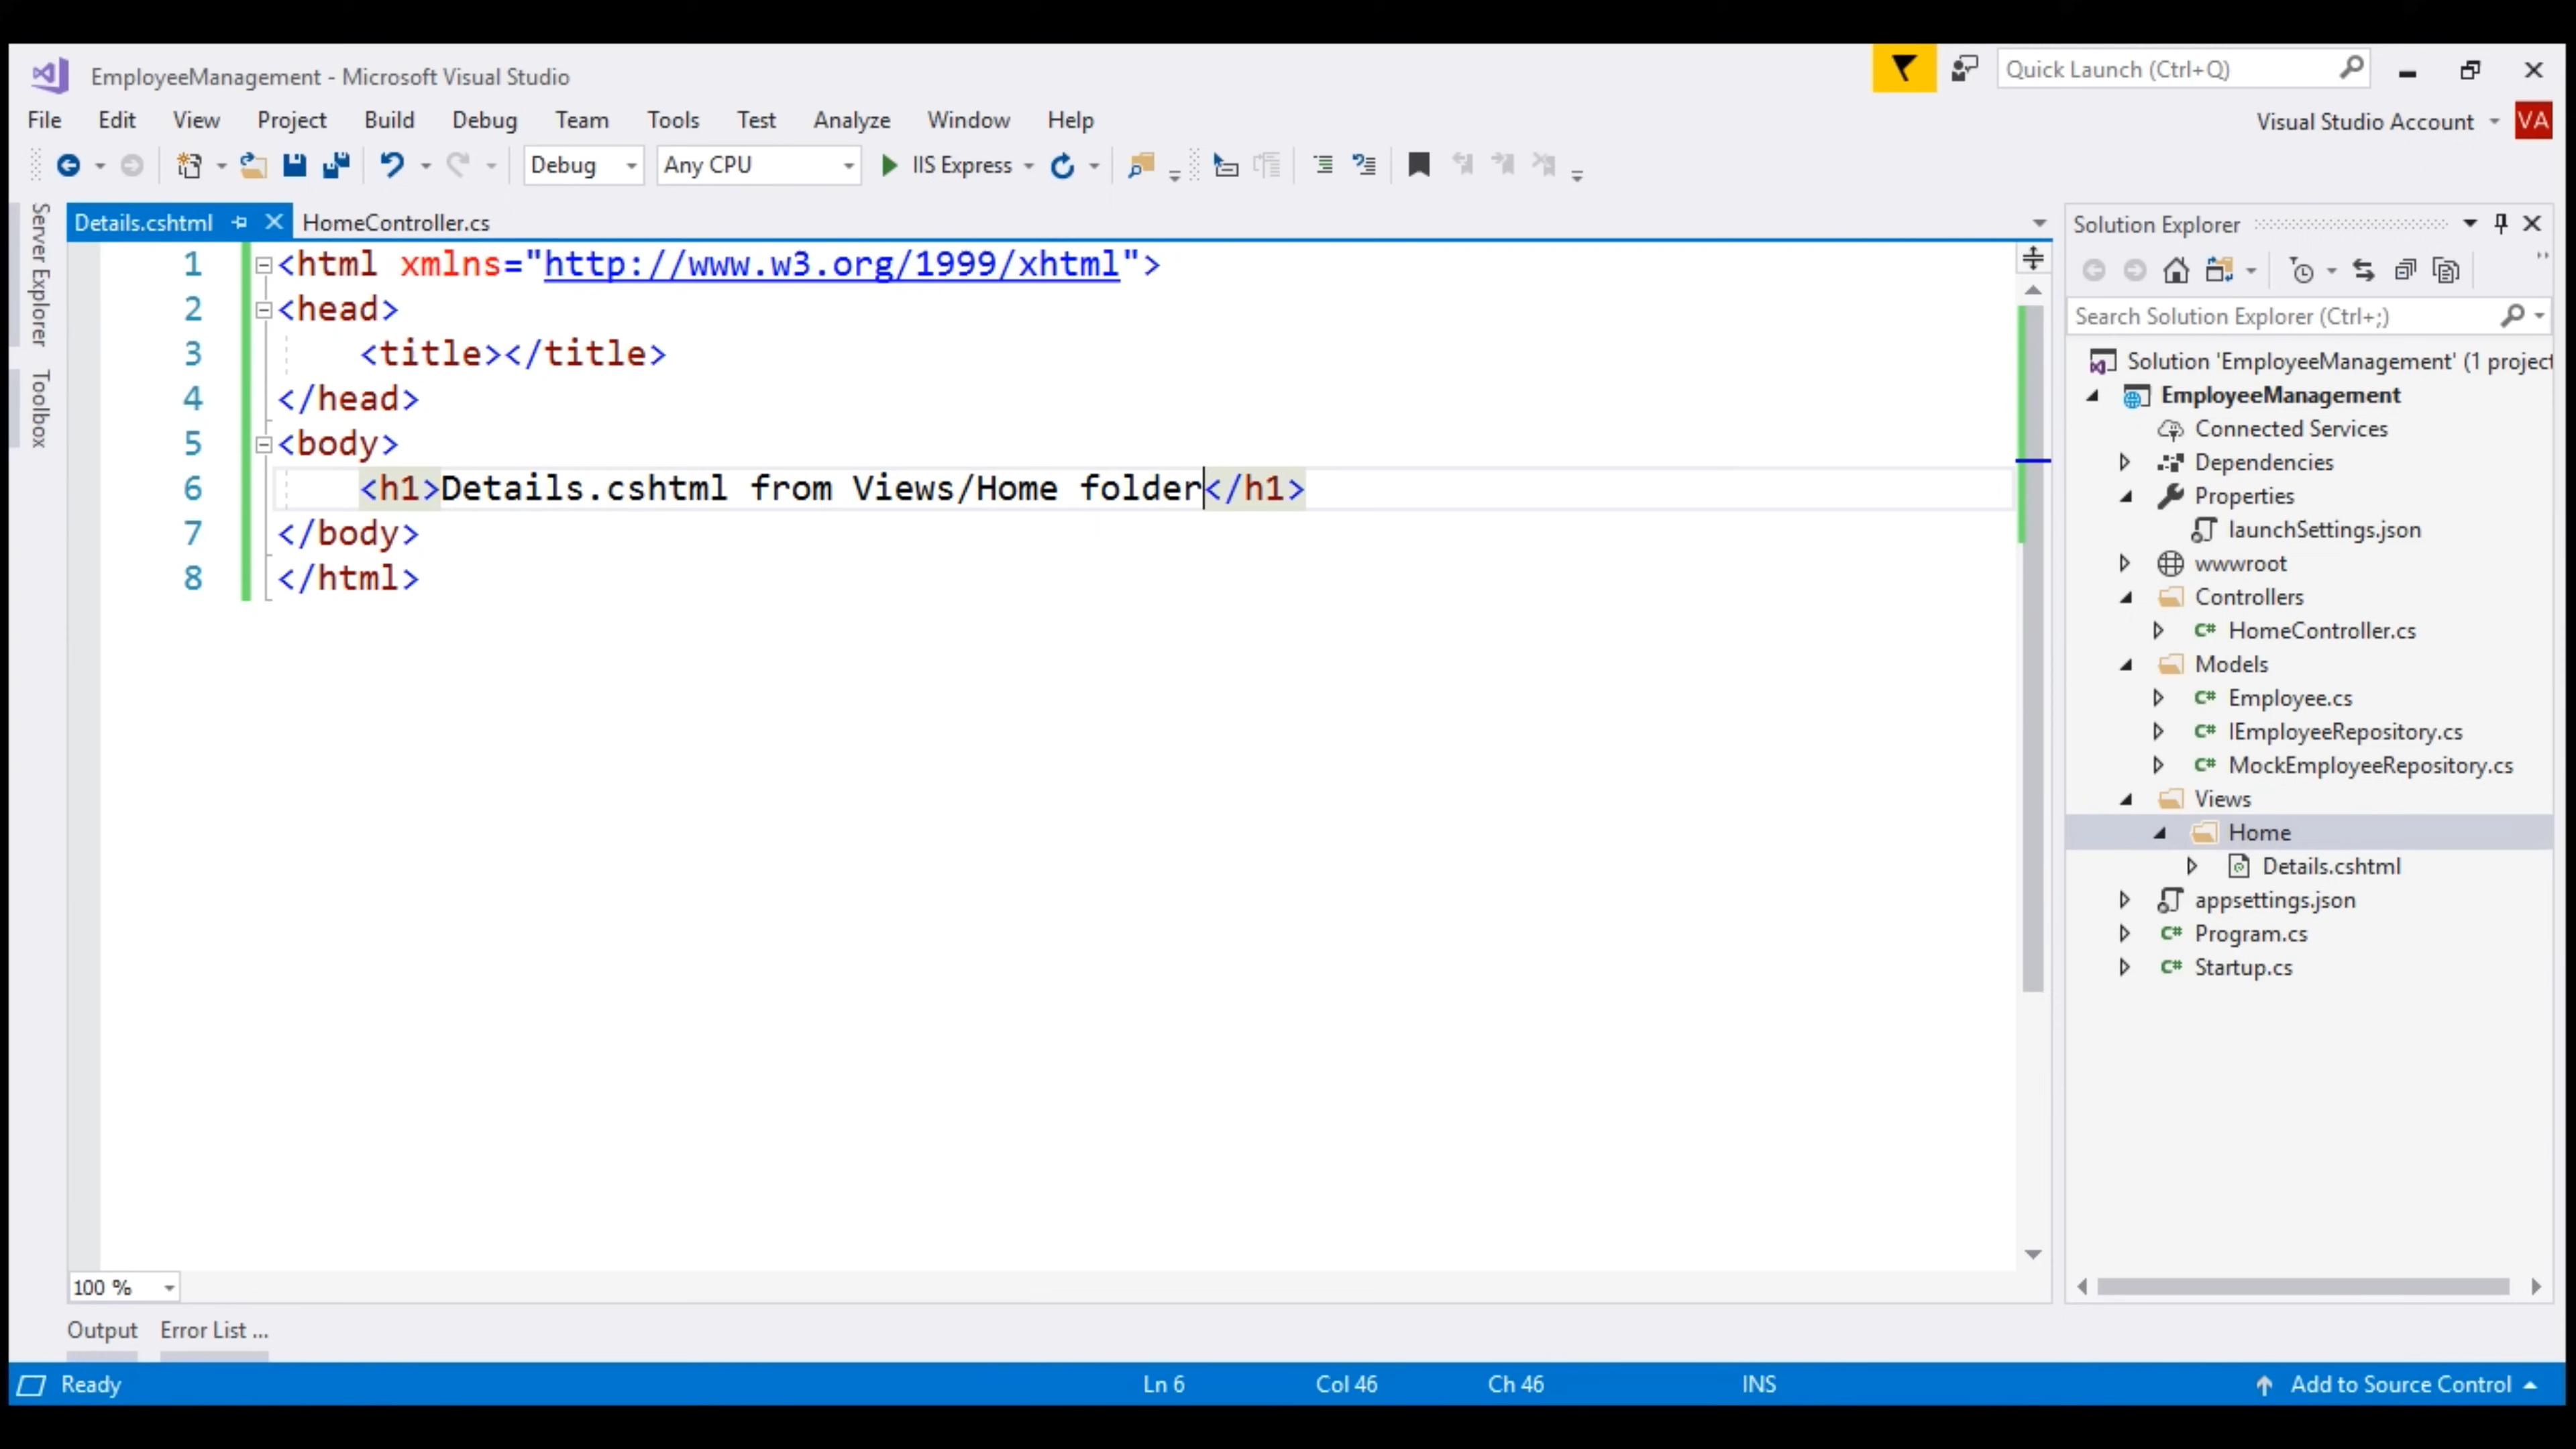 EmployeeManagement - Microsoft Visual Studio
Quick Launch (Ctrl+Q)
File Edit View Project Build Debug Team Tools Test Analyze Window Help
Visual Studio Account
VA
Debug
Any CPU
IIS Express
Server Explorer
Toolbox
Details.cshtml
HomeController.cs
1 <html xmlns="http://www.w3.org/1999/xhtml">
2 <head>
3 <title></title>
4 </head>
5 <body>
6 <h1>Details.cshtml from Views/Home folder</h1>
7 </body>
8 </html>
100 %
Output
Error List ...
Solution Explorer
Search Solution Explorer (Ctrl+;)
Solution 'EmployeeManagement' (1 project
EmployeeManagement
Connected Services
Dependencies
Properties
launchSettings.json
wwwroot
Controllers
C# HomeController.cs
Models
C# Employee.cs
C# IEmployeeRepository.cs
C# MockEmployeeRepository.cs
Views
Home
Details.cshtml
appsettings.json
C# Program.cs
C# Startup.cs
Ready
Ln 6
Col 46
Ch 46
INS
Add to Source Control